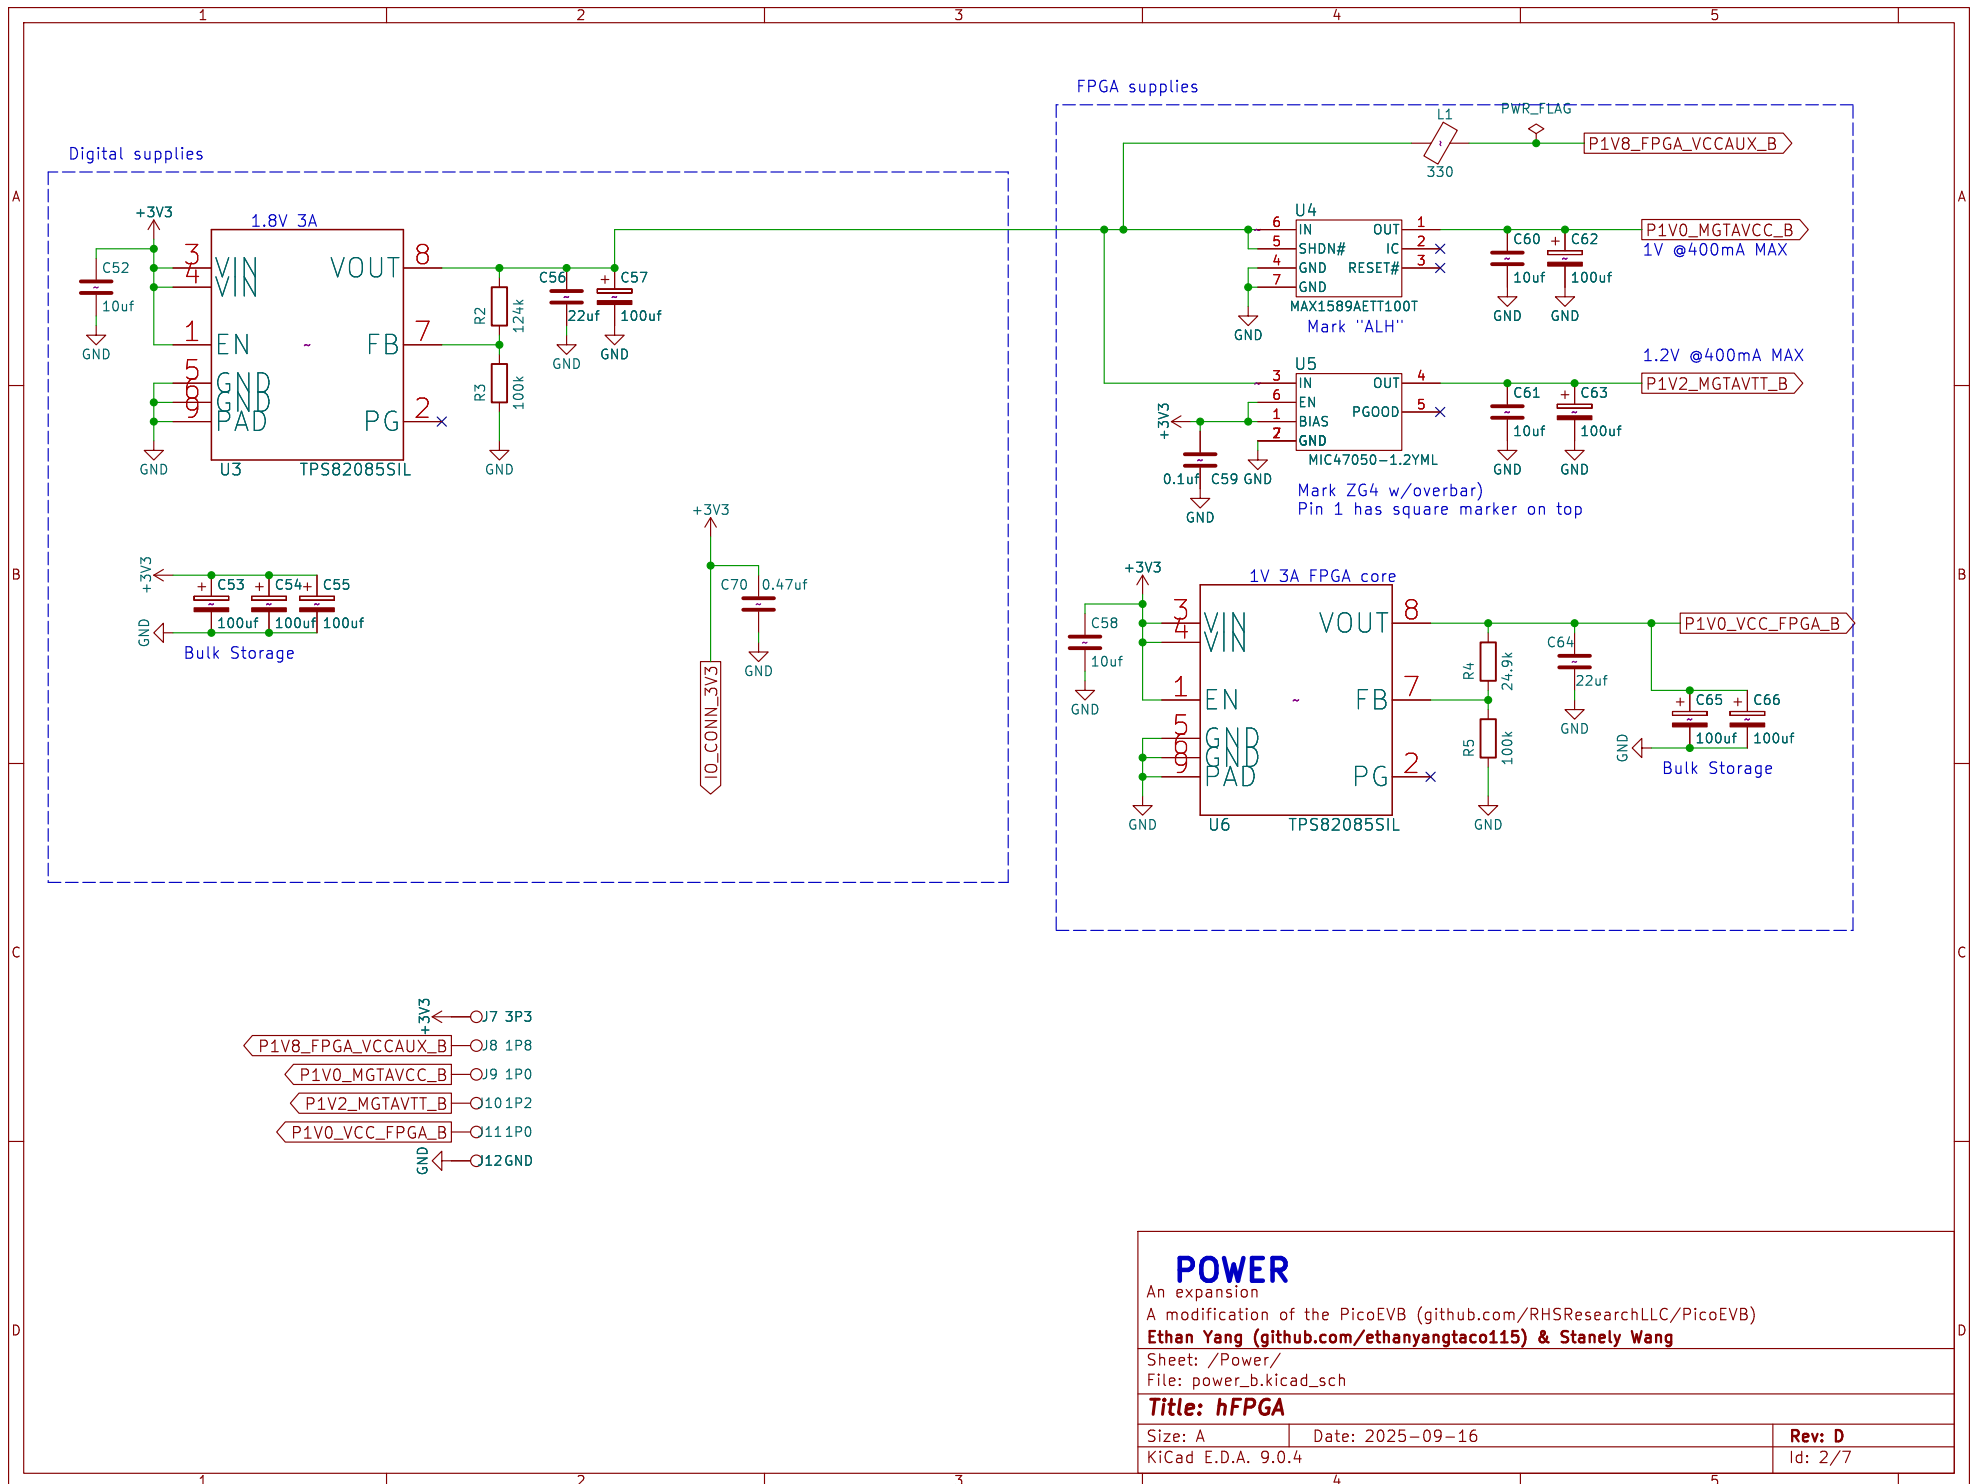 1 2 3 4 5
A
B
C
D
A
B
C
D
Digital supplies
+3V3
1.8V 3A
C52
10uf
GND
3 VIN
4 VIN
1 EN
5 GND
6 GND
9 PAD
VOUT 8
FB 7
PG 2
~
U3 TPS82085SIL
GND
R2 124k
R3 100k
GND
C56
22uf
GND
+ C57
100uf
GND
+3V3
GND
+ C53
100uf
+ C54
100uf
+ C55
100uf
Bulk Storage
+3V3
C70 0.47uf
GND
IO_CONN_3V3
FPGA supplies
L1
330
PWR_FLAG
P1V8_FPGA_VCCAUX_B
U4
6 IN
5 SHDN#
4 GND
7 GND
OUT 1
IC 2
RESET# 3
MAX1589AETT100T
Mark "ALH"
GND
C60
10uf
GND
+ C62
100uf
GND
P1V0_MGTAVCC_B
1V @400mA MAX
U5
3 IN
6 EN
1 BIAS
2 GND
OUT 4
PGOOD 5
MIC47050-1.2YML
Mark ZG4 w/overbar)
Pin 1 has square marker on top
+3V3
0.1uf C59
GND
GND
C61
10uf
GND
+ C63
100uf
GND
1.2V @400mA MAX
P1V2_MGTAVTT_B
+3V3
1V 3A FPGA core
C58
10uf
GND
3 VIN
4 VIN
1 EN
5 GND
6 GND
9 PAD
VOUT 8
FB 7
PG 2
~
U6 TPS82085SIL
GND
R4 24.9k
R5 100k
GND
C64
22uf
GND
P1V0_VCC_FPGA_B
+ C65
100uf
+ C66
100uf
GND
Bulk Storage
+3V3 J7 3P3
P1V8_FPGA_VCCAUX_B J8 1P8
P1V0_MGTAVCC_B J9 1P0
P1V2_MGTAVTT_B J10 1P2
P1V0_VCC_FPGA_B J11 1P0
GND J12 GND
POWER
An expansion
A modification of the PicoEVB (github.com/RHSResearchLLC/PicoEVB)
Ethan Yang (github.com/ethanyangtaco115) & Stanely Wang
Sheet: /Power/
File: power_b.kicad_sch
Title: hFPGA
Size: A Date: 2025-09-16 Rev: D
KiCad E.D.A. 9.0.4 Id: 2/7
1 2 3 4 5